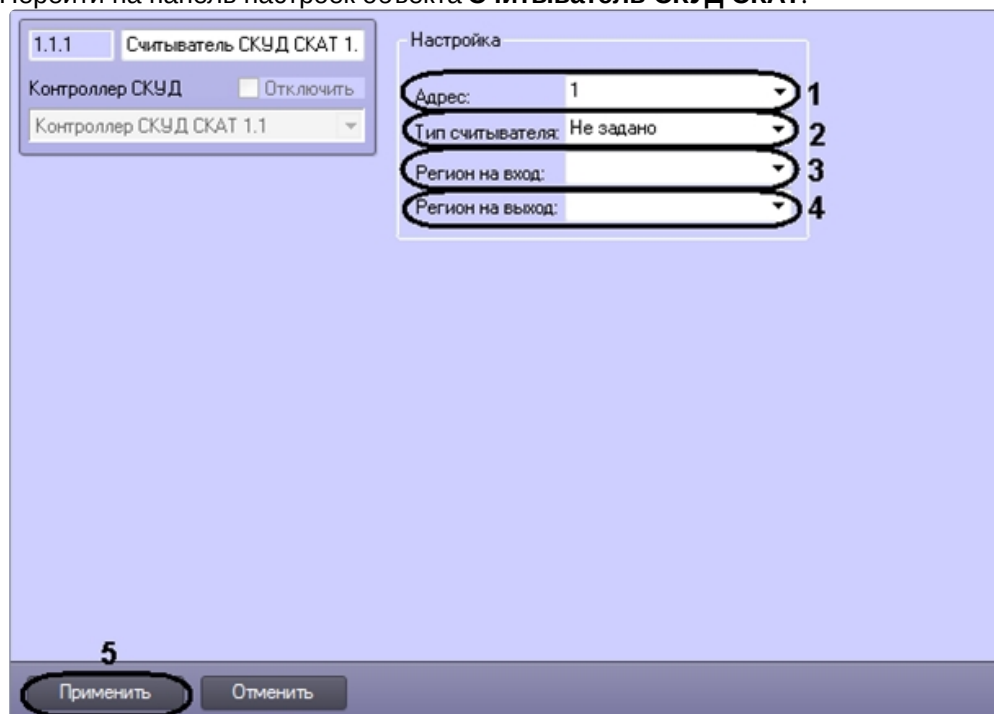 Перейти на панель настроек объекта Считыватель СКУД СКАТ.
1.1.1 Считыватель СКУД СКАТ 1.
Контроллер СКУД Отключить
Контроллер СКУД СКАТ 1.1
Настройка
Адрес: 1 1
Тип считывателя: Не задано 2
Регион на вход: 3
Регион на выход: 4
5
Применить Отменить